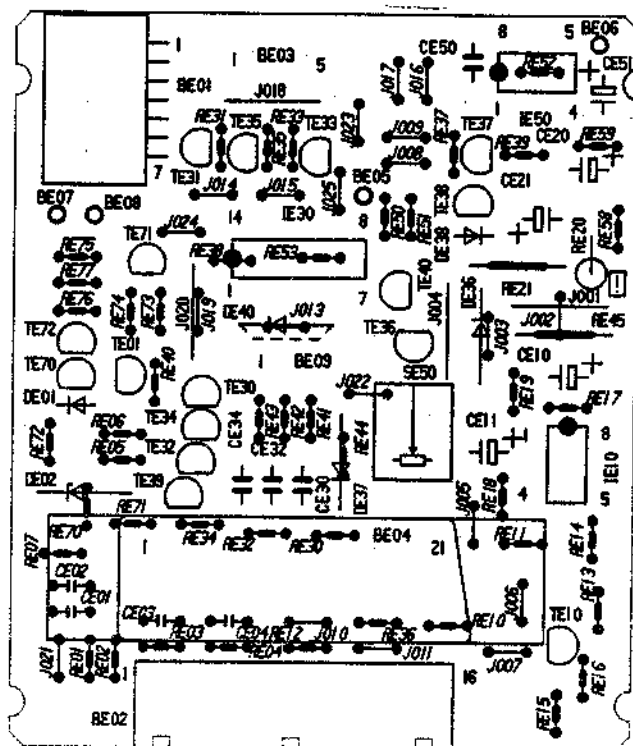 8 5 BE06
1 BE03 5 CE50 RE52 CE51
BE01 J017 J016
J018 1 4
RE31 TE35 RE33 TE33 J023 J009 RE37 TE37 IE50 CE20
RE35 RE39 RE59
7 TE31 J008
J014 J015 J025 BE05 TE38 CE21
BE07 BE08 14 IE30 8 RE50 RE51 DE38 RE58
TE71 J024 RE20
RE75 RE38 RE53 TE40
RE77 1 7 J004 DE36 RE21 J001
RE76 RE74 RE73 J020 J019 DE40 J013 TE36 J003 J002 RE45
TE72 TE01 RE40 1 BE09 CE10
TE70 TE30 J022 SE50 RE19
DE01 TE34 CE34 RE43 RE42 RE41 RE44 CE11 RE17
RE72 RE06 8
RE05 TE32 CE32 IE10
DE02 TE39 CE30 DE37 J005 RE18 4 5
RE71
RE70 1 RE34 RE32 RE30 BE04 21 RE11 RE14
RE07
CE02 RE13
CE01 J006
CE03 CE04 RE12 J010 RE36 RE10 TE10
RE03 RE04 J011
J021 RE01 RE02 1 16 J007 RE16
BE02 RE15